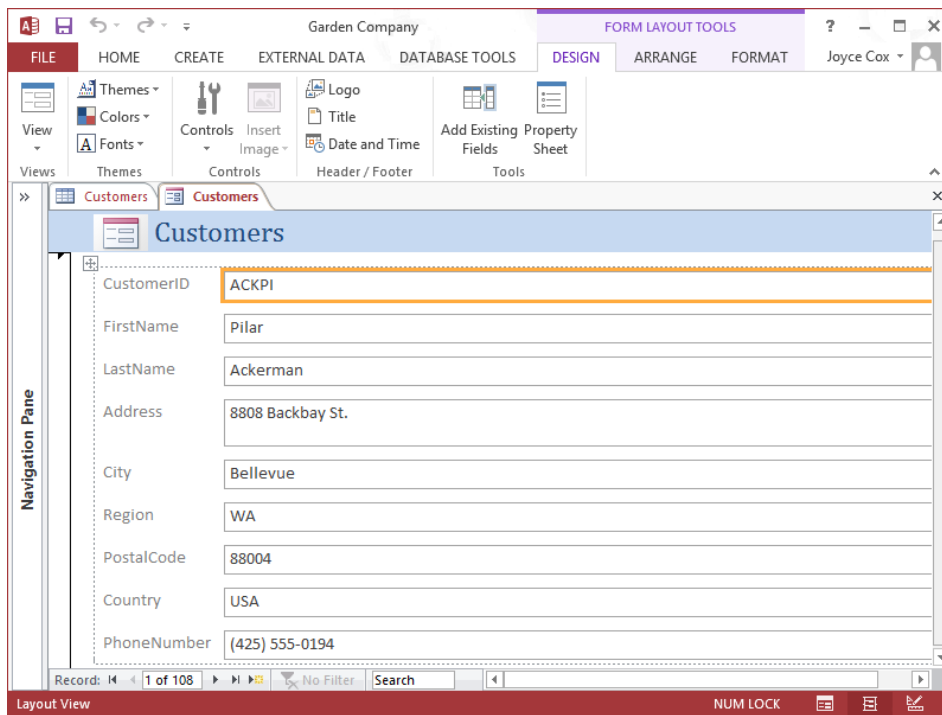 Garden Company
FORM LAYOUT TOOLS
?
FILE HOME CREATE EXTERNAL DATA DATABASE TOOLS DESIGN ARRANGE FORMAT Joyce Cox
View
Themes
Colors
A Fonts
Controls
Insert Image
Logo
Title
Date and Time
Add Existing Fields
Property Sheet
Views Themes Controls Header / Footer Tools
» Customers Customers
Customers
Navigation Pane
CustomerID ACKPI
FirstName Pilar
LastName Ackerman
Address 8808 Backbay St.
City Bellevue
Region WA
PostalCode 88004
Country USA
PhoneNumber (425) 555-0194
Record: 1 of 108 No Filter Search
Layout View NUM LOCK